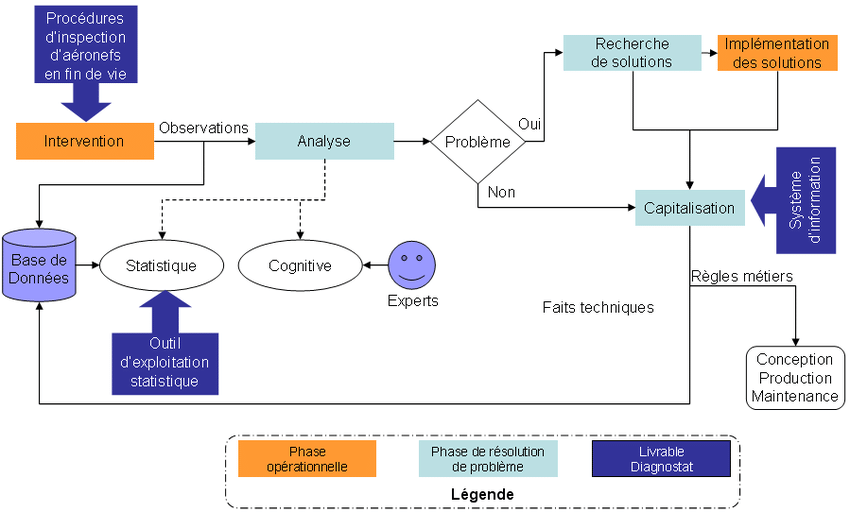 Procédures
d'inspection
d'aéronefs
en fin de vie
Recherche
de solutions
Implémentation
des solutions
Intervention
Observations
Analyse
Problème
Oui
Non
Capitalisation
Système
d'information
Base de
Données
Statistique
Cognitive
Experts
Règles métiers
Faits techniques
Outil
d'exploitation
statistique
Conception
Production
Maintenance
Phase
opérationnelle
Phase de résolution
de problème
Livrable
Diagnostat
Légende